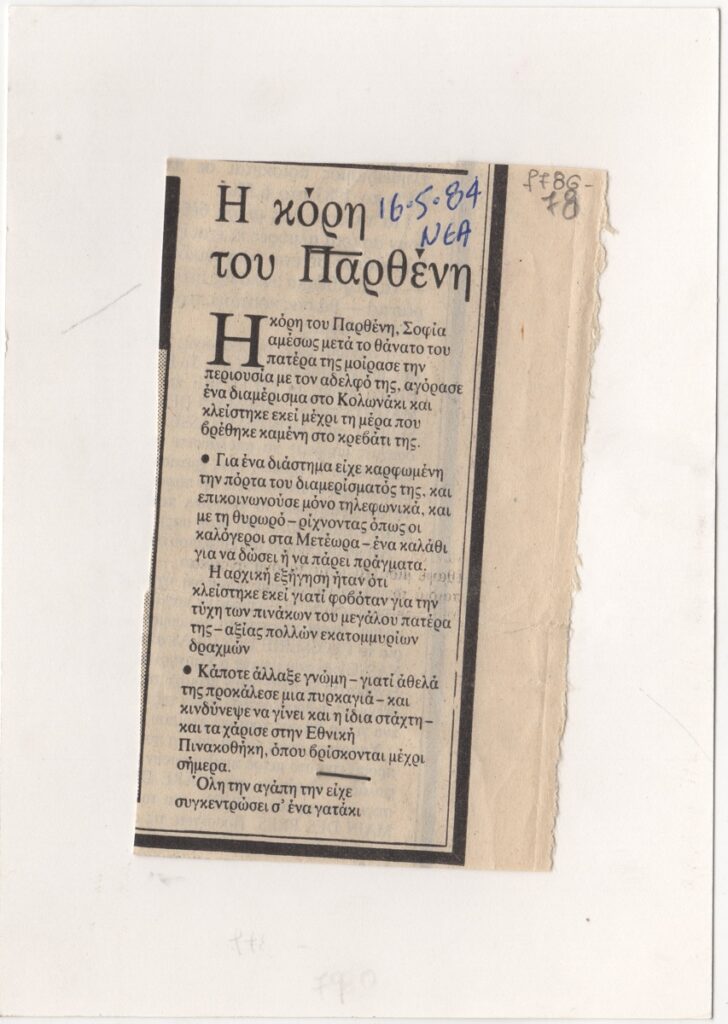 Η κόρη
του Παρθένη
16-5-84
ΝΕΑ
78
Η κόρη του Παρθένη, Σοφία
αμέσως μετά το θάνατο του
πατέρα της μοίρασε την
περιουσία με τον αδελφό της, αγόρασε
ένα διαμέρισμα στο Κολωνάκι και
κλείστηκε εκεί μέχρι τη μέρα που
βρέθηκε καμένη στο κρεβάτι της.
● Για ένα διάστημα είχε καρφωμένη
την πόρτα του διαμερίσματός της, και
επικοινωνούσε μόνο τηλεφωνικά, και
με τη θυρωρό – ρίχνοντας όπως οι
καλόγεροι στα Μετέωρα – ένα καλάθι
για να δώσει ή να πάρει πράγματα.
Η αρχική εξήγηση ήταν ότι
κλείστηκε εκεί γιατί φοβόταν για την
τύχη των πινάκων του μεγάλου πατέρα
της – αξίας πολλών εκατομμυρίων
δραχμών
● Κάποτε άλλαξε γνώμη – γιατί άθελά
της προκάλεσε μια πυρκαγιά – και
κινδύνεψε να γίνει και η ίδια στάχτη –
και τα χάρισε στην Εθνική
Πινακοθήκη, όπου βρίσκονται μέχρι
σήμερα.
Όλη την αγάπη την είχε
συγκεντρώσει σ' ένα γατάκι